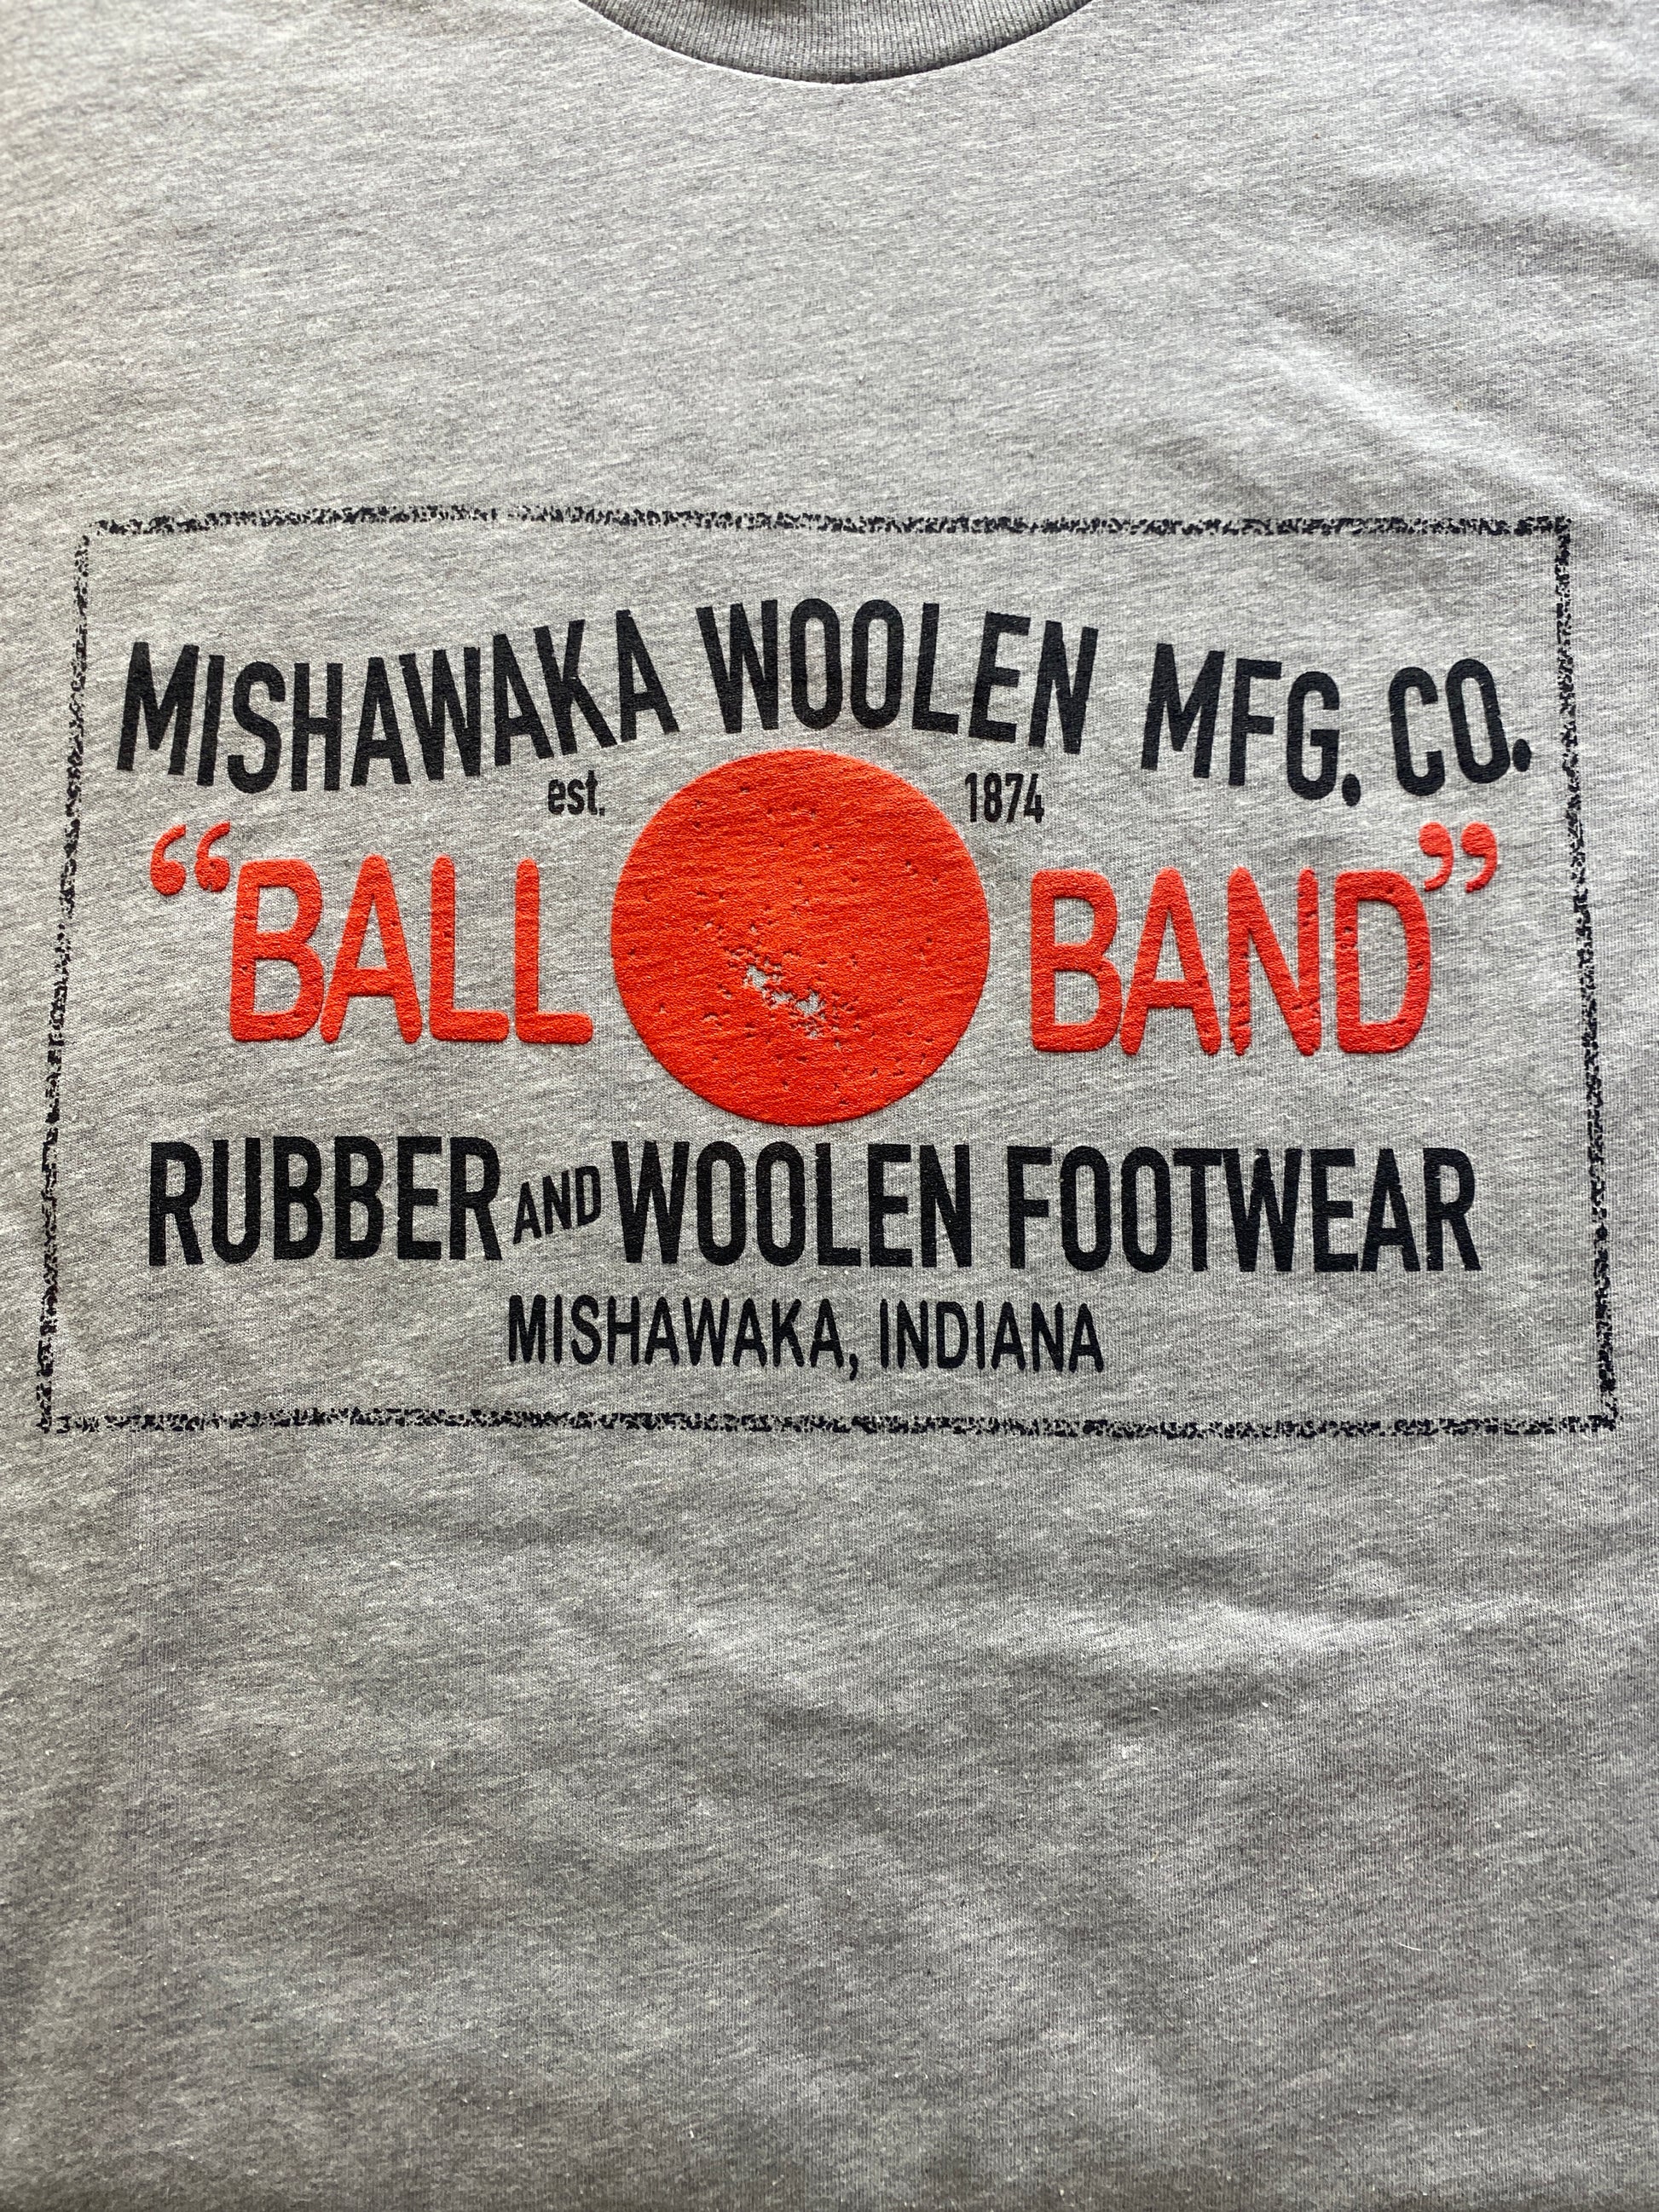 MISHAWAKA WOOLEN MFG. CO.
est. 1874
“BALL BAND”
RUBBER AND WOOLEN FOOTWEAR
MISHAWAKA, INDIANA